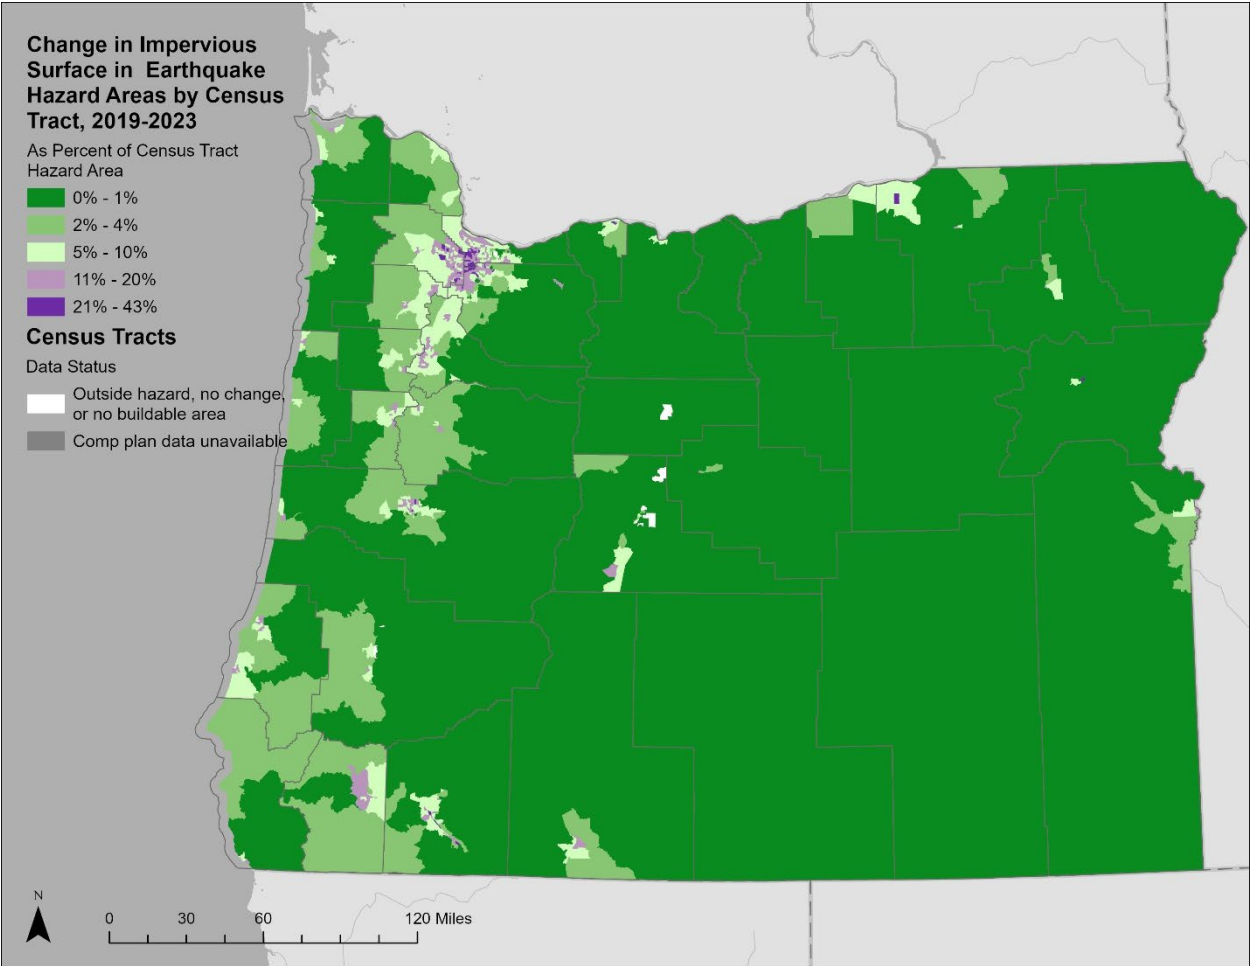 Change in Impervious
Surface in Earthquake
Hazard Areas by Census
Tract, 2019-2023
As Percent of Census Tract
Hazard Area
0% - 1%
2% - 4%
5% - 10%
11% - 20%
21% - 43%
Census Tracts
Data Status
Outside hazard, no change,
or no buildable area
Comp plan data unavailable
N
0 30 60 120 Miles